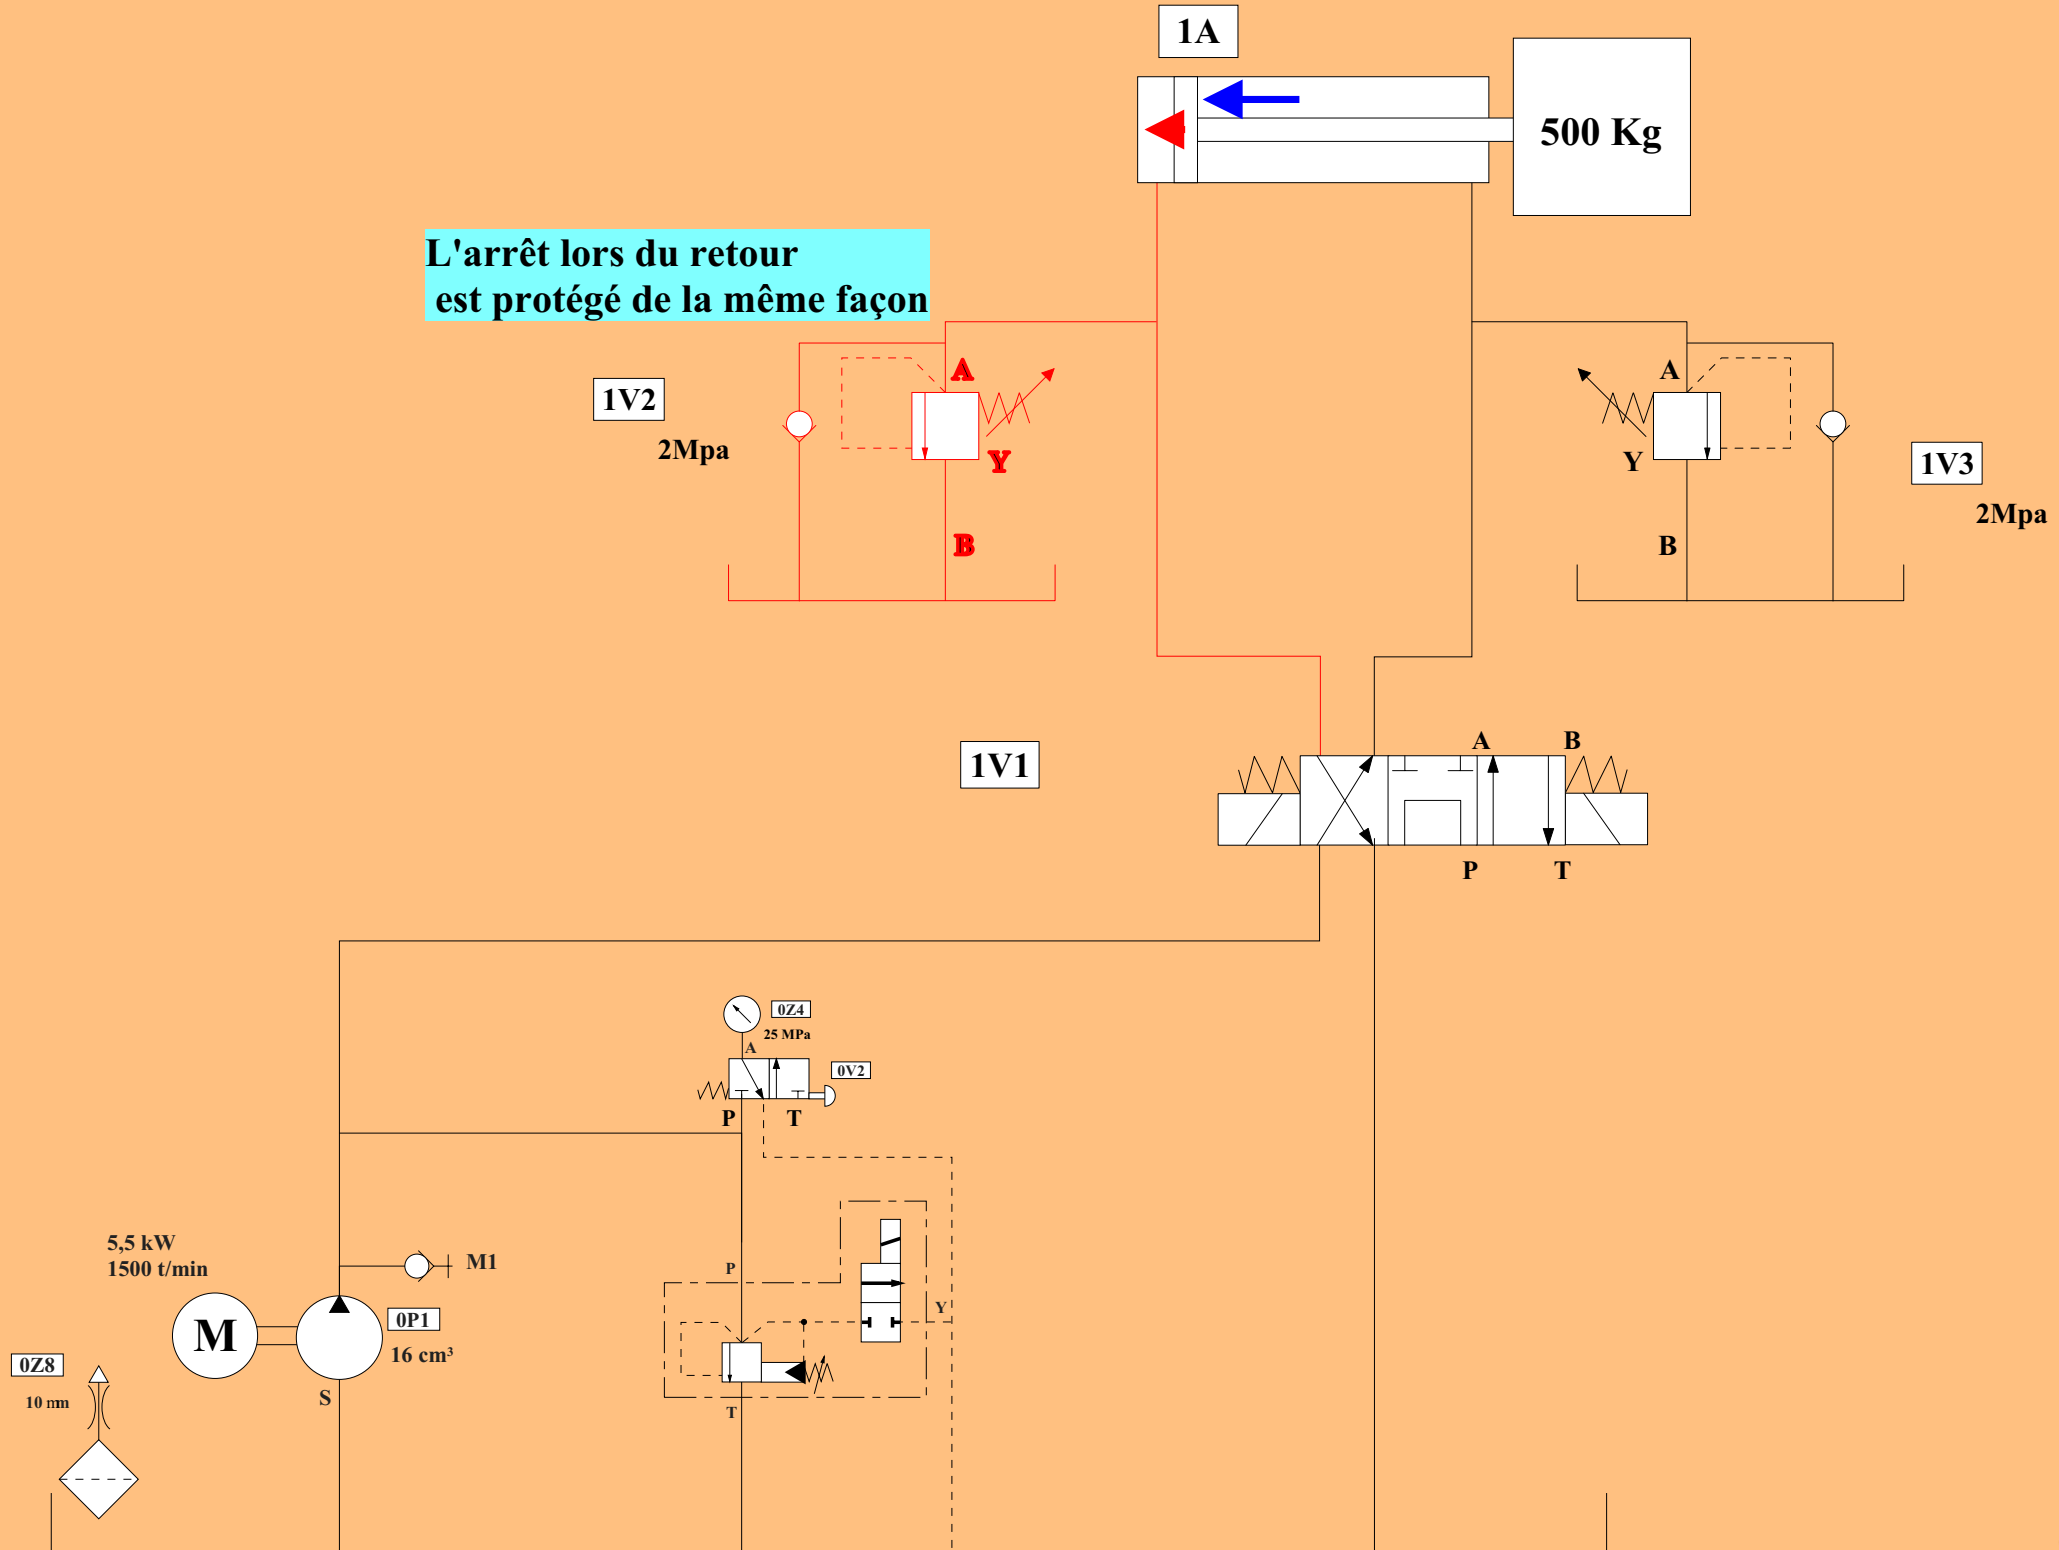 1A
500 Kg
L'arrêt lors du retour
est protégé de la même façon
A
A
1V2
2Mpa
Y
Y
1V3
2Mpa
B
B
1V1
A
B
P
T
0Z4
25 MPa
A
0V2
P
T
5,5 kW
1500 t/min
M1
P
Y
M
0P1
16 cm³
0Z8
10 mm
S
T